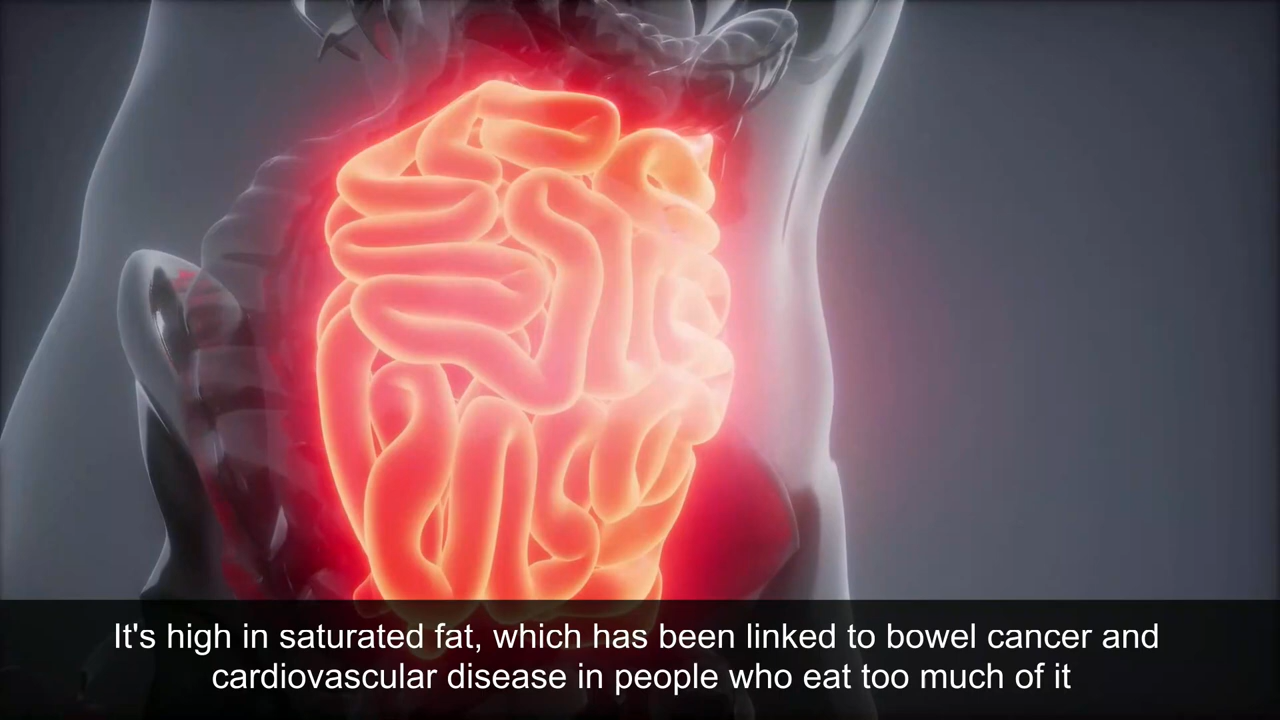 It's high in saturated fat, which has been linked to bowel cancer and
cardiovascular disease in people who eat too much of it